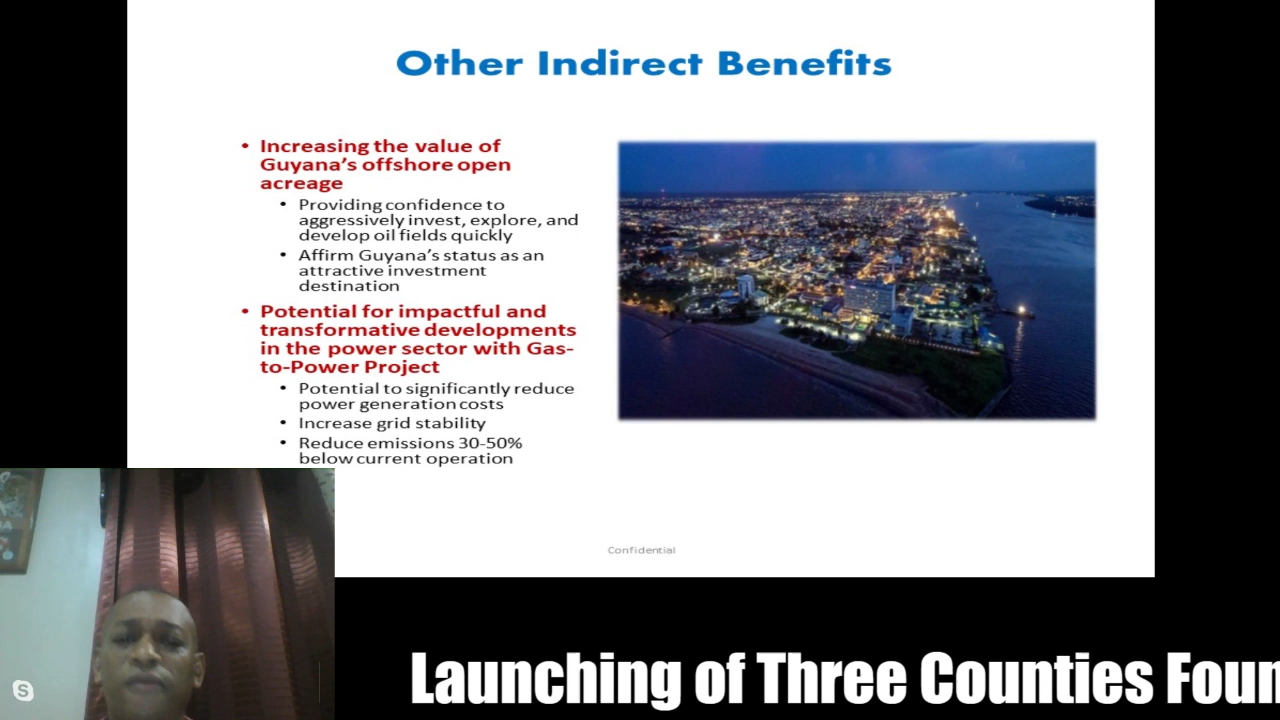 Other Indirect Benefits
• Increasing the value of
Guyana's offshore open
acreage
• Providing confidence to
aggressively invest, explore, and
develop oil fields quickly
• Affirm Guyana's status as an
attractive investment
destination
• Potential for impactful and
transformative developments
in the power sector with Gas-
to-Power Project
• Potential to significantly reduce
power generation costs
• Increase grid stability
• Reduce emissions 30-50%
below current operation
Confidential
Launching of Three Counties Foun